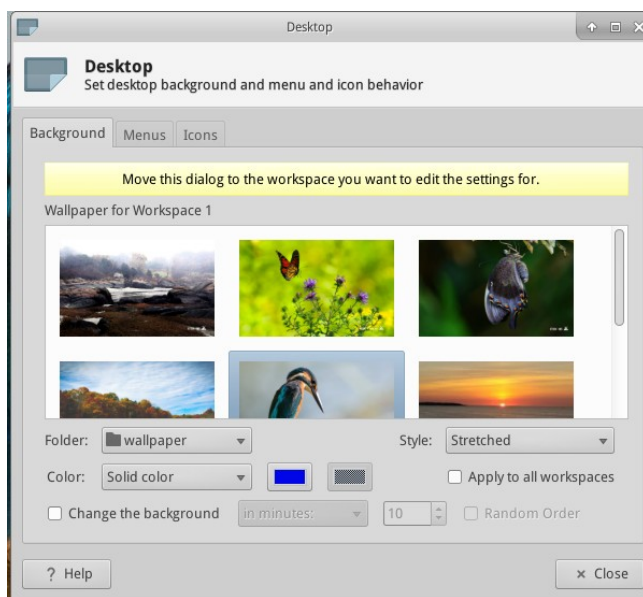 Desktop
Desktop
Set desktop background and menu and icon behavior
Background Menus Icons
Move this dialog to the workspace you want to edit the settings for.
Wallpaper for Workspace 1
Folder: wallpaper Style: Stretched
Color: Solid color Apply to all workspaces
Change the background in minutes: 10 Random Order
? Help × Close